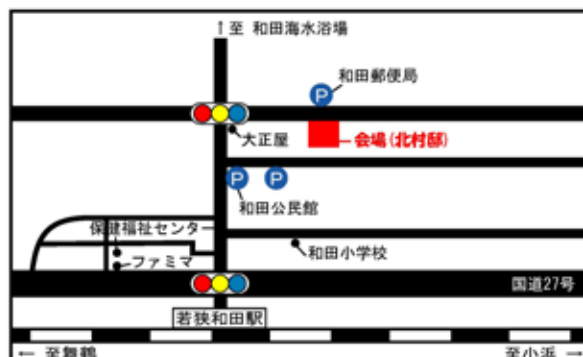 ↑至 和田海水浴場
P
和田郵便局
大正屋
会場(北村邸)
P
P
和田公民館
保健福祉センター
ファミマ
和田小学校
国道27号
若狭和田駅
← 至舞鶴
至小浜 →